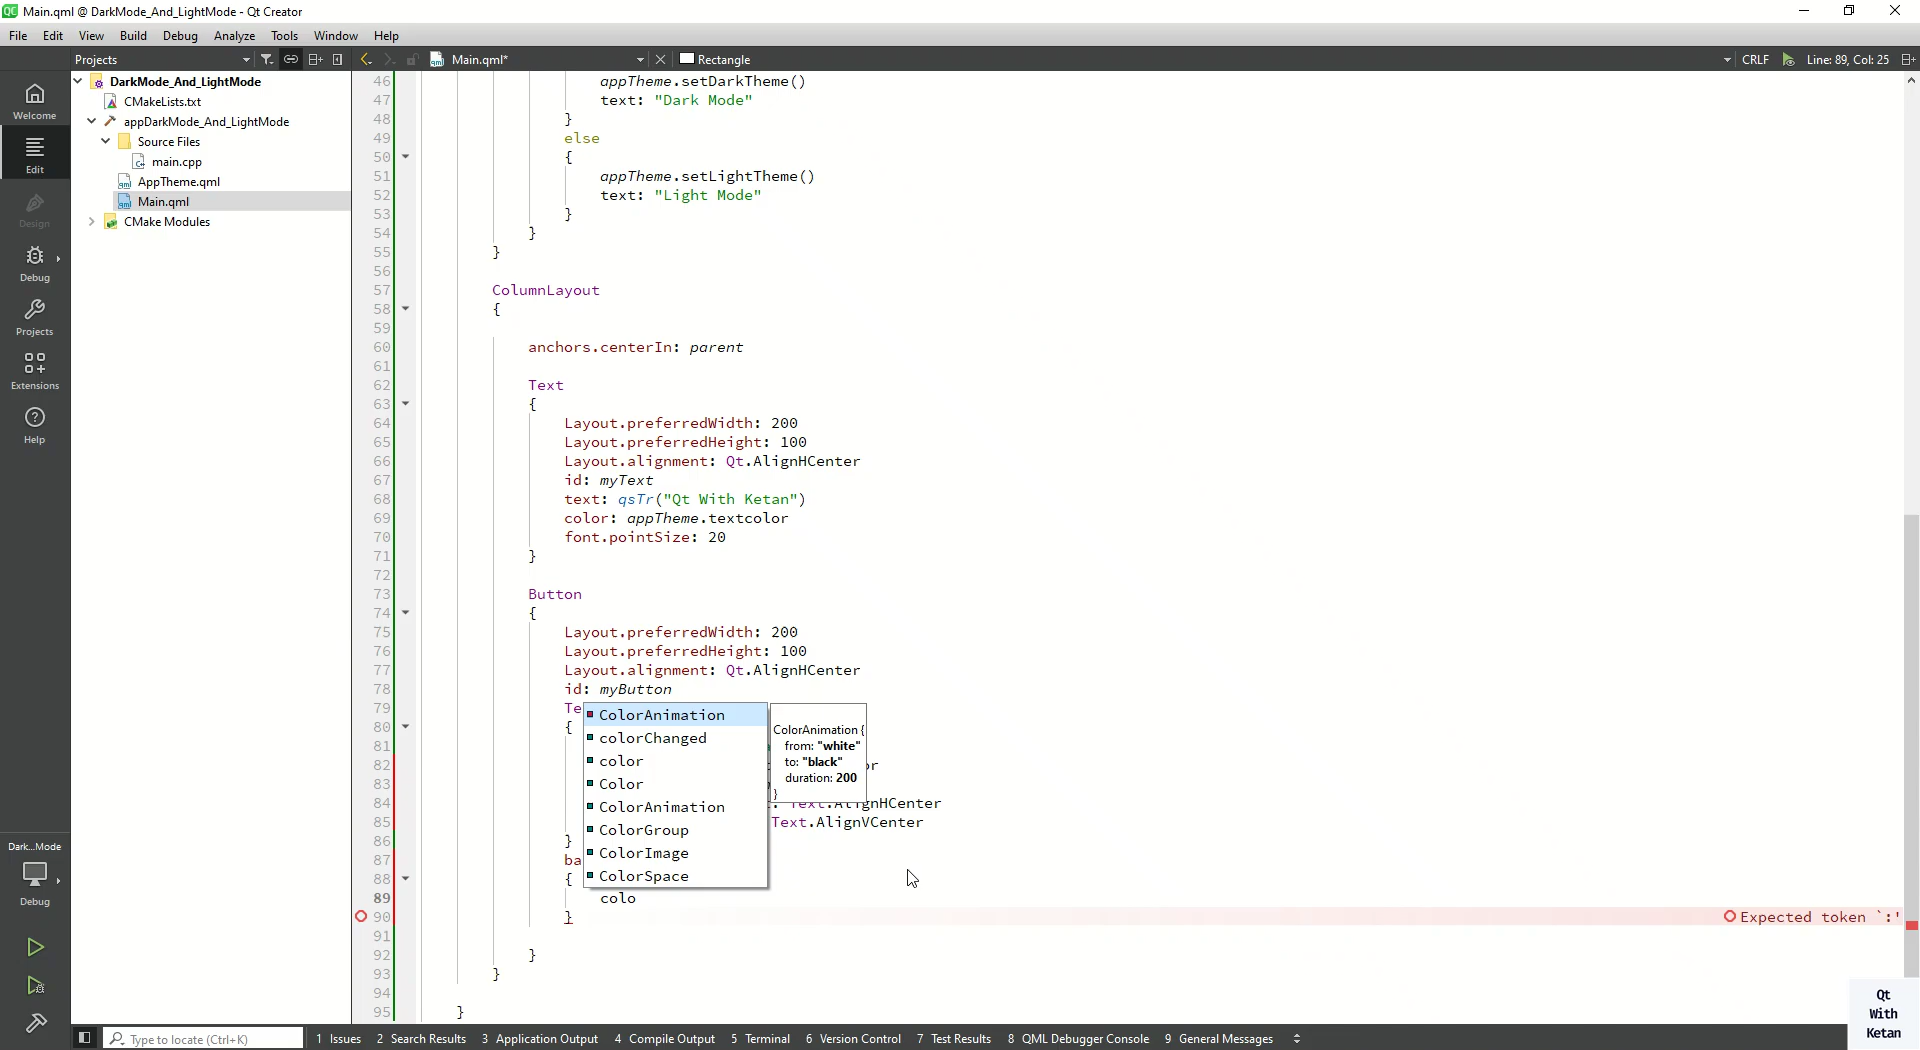 Main.qml @ DarkMode_And_LightMode - Qt Creator
File Edit View Build Debug Analyze Tools Window Help
Projects Main.qml* Rectangle CRLF Line: 89, Col: 25
Welcome
Edit
Design
Debug
Projects
Extensions
Help
Dark...Mode
Debug
DarkMode_And_LightMode
CMakeLists.txt
appDarkMode_And_LightMode
Source Files
main.cpp
AppTheme.qml
Main.qml
CMake Modules
46 appTheme.setDarkTheme()
47 text: "Dark Mode"
48 }
49 else
50 {
51 appTheme.setLightTheme()
52 text: "Light Mode"
53 }
54 }
55 }
56
57 ColumnLayout
58 {
59
60 anchors.centerIn: parent
61
62 Text
63 {
64 Layout.preferredWidth: 200
65 Layout.preferredHeight: 100
66 Layout.alignment: Qt.AlignHCenter
67 id: myText
68 text: qsTr("Qt With Ketan")
69 color: appTheme.textcolor
70 font.pointSize: 20
71 }
72
73 Button
74 {
75 Layout.preferredWidth: 200
76 Layout.preferredHeight: 100
77 Layout.alignment: Qt.AlignHCenter
78 id: myButton
79 Te
80 {
81
82 or
83
84 : Text.AlignHCenter
85 Text.AlignVCenter
86 }
87 ba
88 {
89 colo
90 } Expected token `:'
91
92 }
93 }
94
95 }
ColorAnimation
colorChanged
color
Color
ColorAnimation
ColorGroup
ColorImage
ColorSpace
ColorAnimation {
from: "white"
to: "black"
duration: 200
}
Qt
With
Ketan
Type to locate (Ctrl+K) 1 Issues 2 Search Results 3 Application Output 4 Compile Output 5 Terminal 6 Version Control 7 Test Results 8 QML Debugger Console 9 General Messages